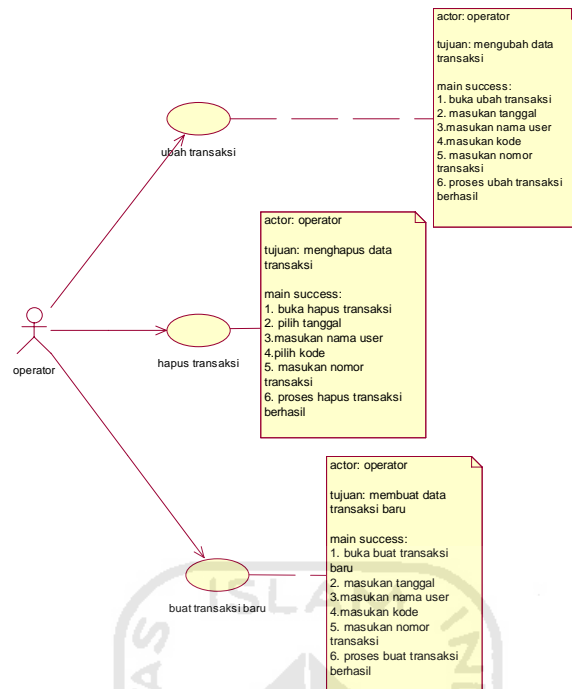 actor: operator
tujuan: mengubah data
transaksi
main success:
1. buka ubah transaksi
2. masukan tanggal
3.masukan nama user
4.masukan kode
5. masukan nomor
transaksi
6. proses ubah transaksi
berhasil
ubah transaksi
actor: operator
tujuan: menghapus data
transaksi
main success:
1. buka hapus transaksi
2. pilih tanggal
3.masukan nama user
4.pilih kode
5. masukan nomor
transaksi
6. proses hapus transaksi
berhasil
hapus transaksi
operator
actor: operator
tujuan: membuat data
transaksi baru
main success:
1. buka buat transaksi
baru
2. masukan tanggal
3.masukan nama user
4.masukan kode
5. masukan nomor
transaksi
6. proses buat transaksi
berhasil
buat transaksi baru
ISLAM